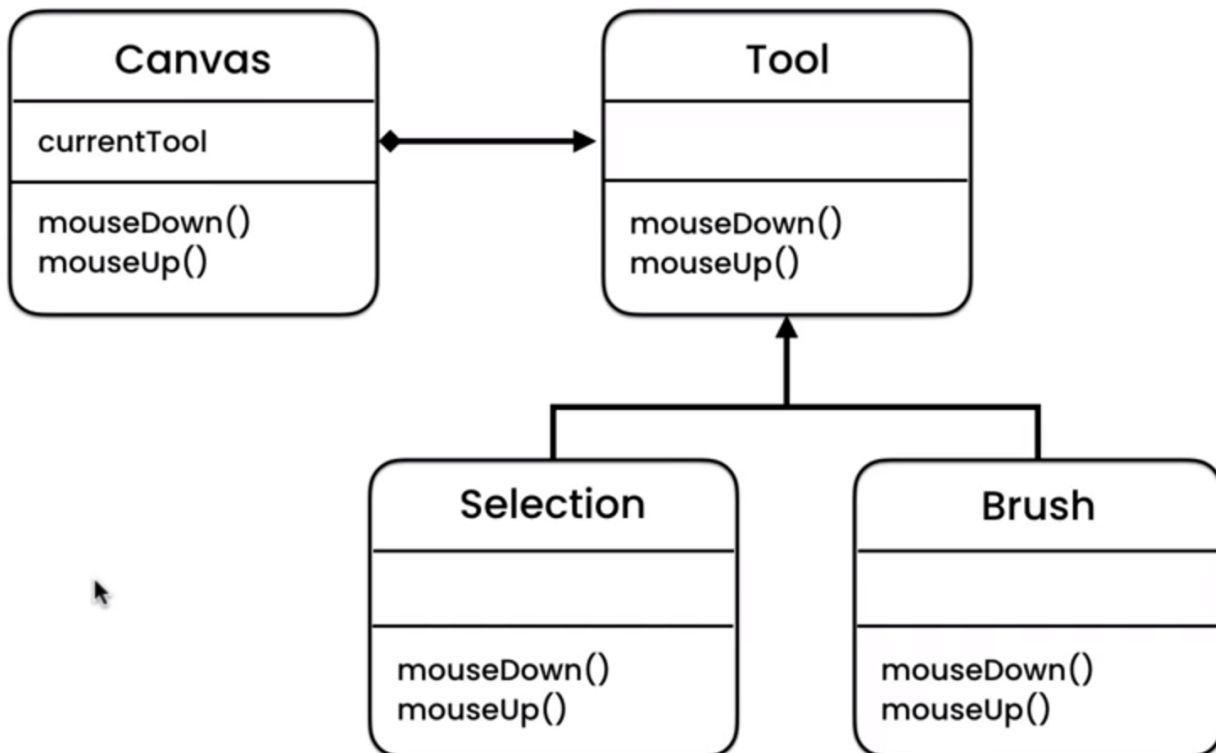 Canvas
currentTool
mouseDown()
mouseUp()
Tool
mouseDown()
mouseUp()
Selection
mouseDown()
mouseUp()
Brush
mouseDown()
mouseUp()